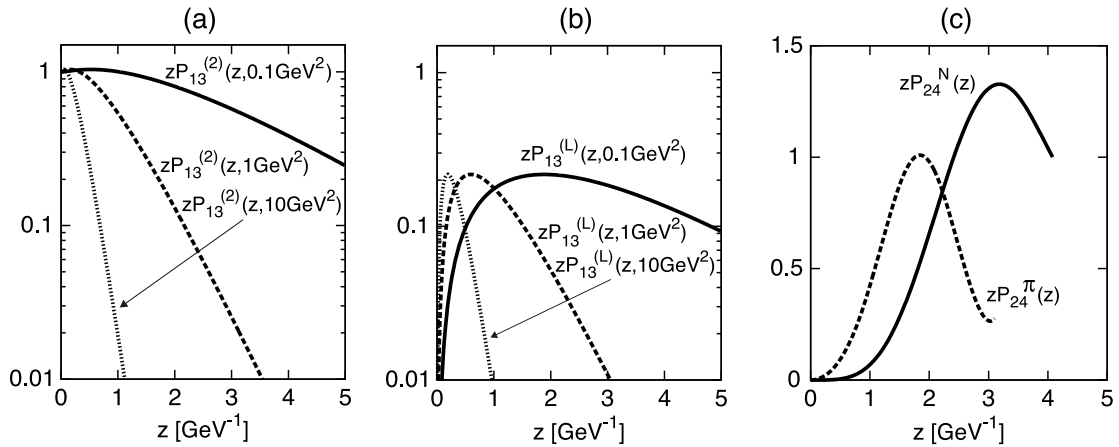 (a)
1
0.1
0.01
0 1 2 3 4 5
z [GeV⁻¹]
zP₁₃⁽²⁾(z,0.1GeV²)
zP₁₃⁽²⁾(z,1GeV²)
zP₁₃⁽²⁾(z,10GeV²)
(b)
1
0.1
0.01
0 1 2 3 4 5
z [GeV⁻¹]
zP₁₃⁽ᴸ⁾(z,0.1GeV²)
zP₁₃⁽ᴸ⁾(z,1GeV²)
zP₁₃⁽ᴸ⁾(z,10GeV²)
(c)
1.5
1
0.5
0
0 1 2 3 4 5
z [GeV⁻¹]
zP₂₄ᴺ(z)
zP₂₄^π(z)